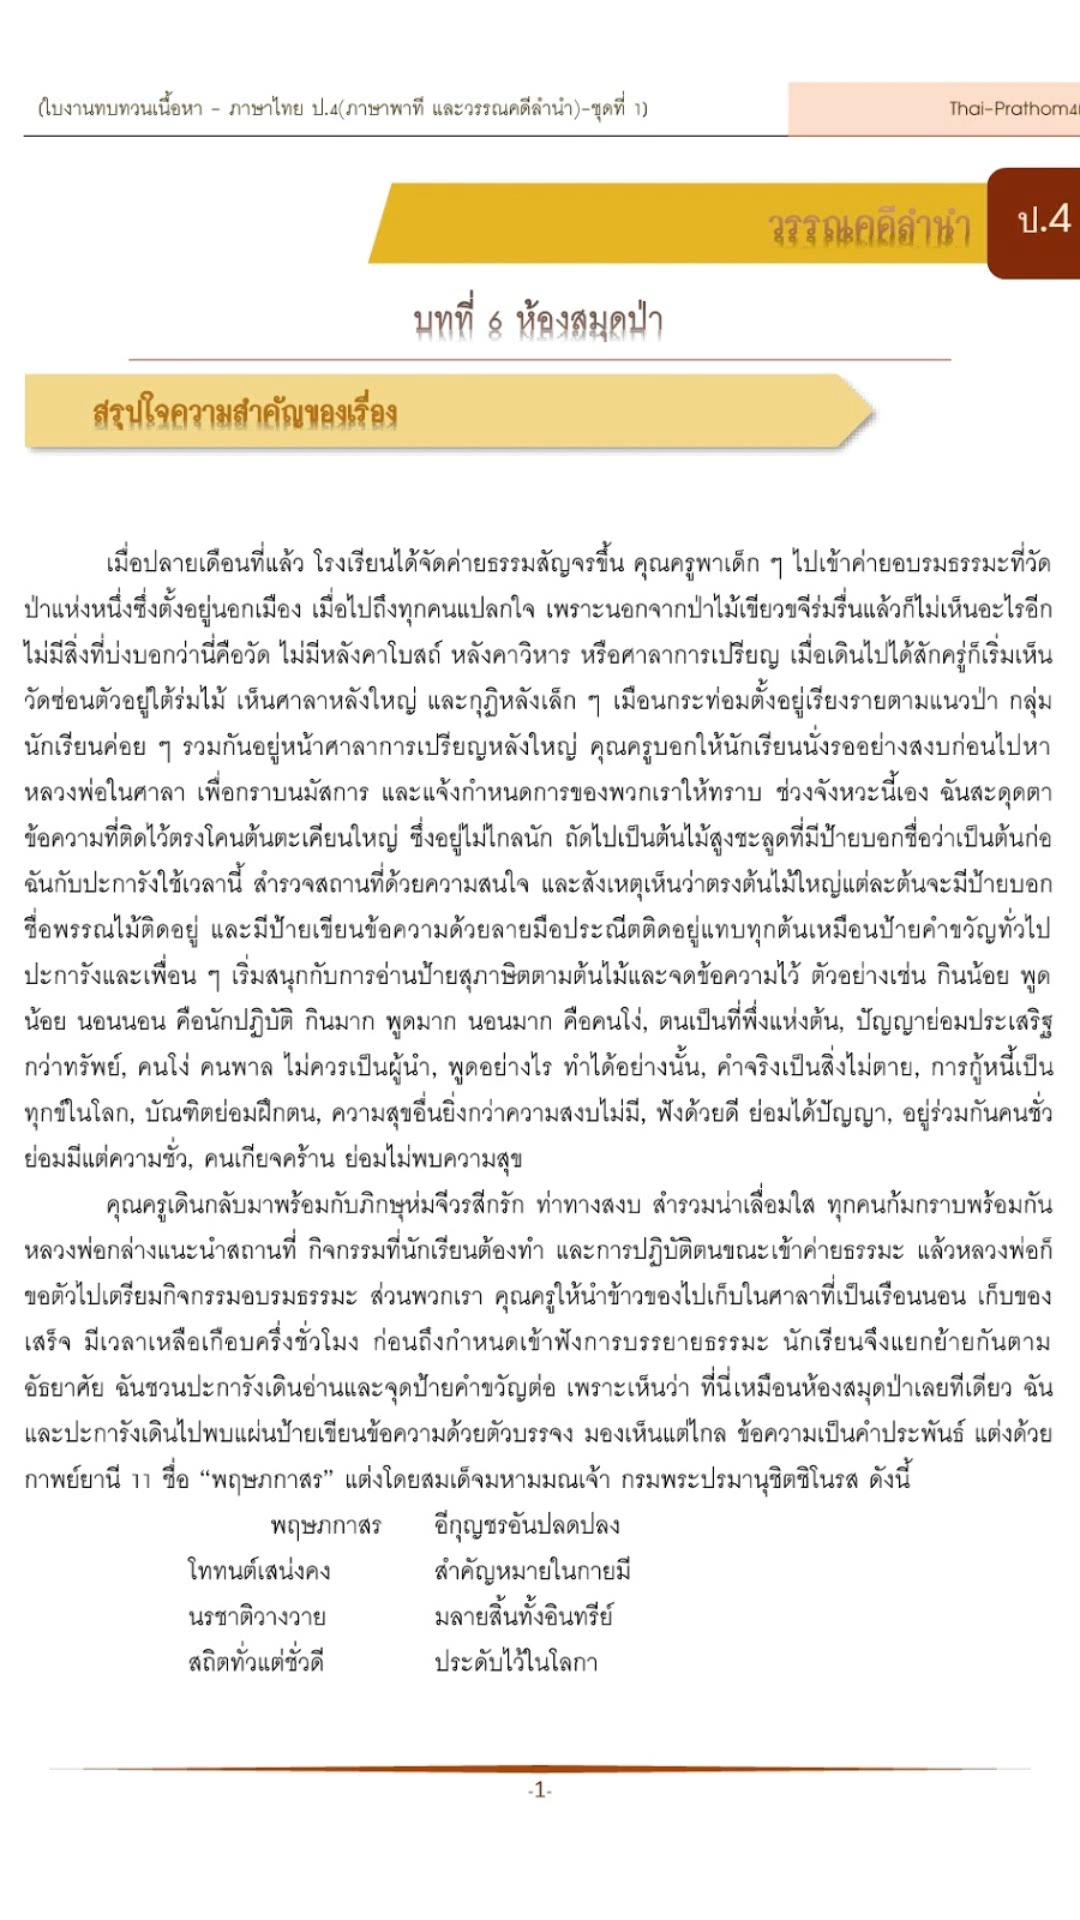 (ใบงานทบทวนเนื้อหา - ภาษาไทย ป.4(ภาษาพาที และวรรณคดีลำนำ)-ชุดที่ 1)
Thai-Prathom4
วรรณคดีลำนำ
ป.4
บทที่ 6 ห้องสมุดป่า
สรุปใจความสำคัญของเรื่อง
เมื่อปลายเดือนที่แล้ว โรงเรียนได้จัดค่ายธรรมสัญจรขึ้น คุณครูพาเด็ก ๆ ไปเข้าค่ายอบรมธรรมะที่วัด
ป่าแห่งหนึ่งซึ่งตั้งอยู่นอกเมือง เมื่อไปถึงทุกคนแปลกใจ เพราะนอกจากป่าไม้เขียวขจีร่มรื่นแล้วก็ไม่เห็นอะไรอีก
ไม่มีสิ่งที่บ่งบอกว่านี่คือวัด ไม่มีหลังคาโบสถ์ หลังคาวิหาร หรือศาลาการเปรียญ เมื่อเดินไปได้สักครู่ก็เริ่มเห็น
วัดซ่อนตัวอยู่ใต้ร่มไม้ เห็นศาลาหลังใหญ่ และกุฏิหลังเล็ก ๆ เมือนกระท่อมตั้งอยู่เรียงรายตามแนวป่า กลุ่ม
นักเรียนค่อย ๆ รวมกันอยู่หน้าศาลาการเปรียญหลังใหญ่ คุณครูบอกให้นักเรียนนั่งรออย่างสงบก่อนไปหา
หลวงพ่อในศาลา เพื่อกราบนมัสการ และแจ้งกำหนดการของพวกเราให้ทราบ ช่วงจังหวะนี้เอง ฉันสะดุดตา
ข้อความที่ติดไว้ตรงโคนต้นตะเคียนใหญ่ ซึ่งอยู่ไม่ไกลนัก ถัดไปเป็นต้นไม้สูงชะลูดที่มีป้ายบอกชื่อว่าเป็นต้นก่อ
ฉันกับปะการังใช้เวลานี้ สำรวจสถานที่ด้วยความสนใจ และสังเหตุเห็นว่าตรงต้นไม้ใหญ่แต่ละต้นจะมีป้ายบอก
ชื่อพรรณไม้ติดอยู่ และมีป้ายเขียนข้อความด้วยลายมือประณีตติดอยู่แทบทุกต้นเหมือนป้ายคำขวัญทั่วไป
ปะการังและเพื่อน ๆ เริ่มสนุกกับการอ่านป้ายสุภาษิตตามต้นไม้และจดข้อความไว้ ตัวอย่างเช่น กินน้อย พูด
น้อย นอนนอน คือนักปฏิบัติ กินมาก พูดมาก นอนมาก คือคนโง่, ตนเป็นที่พึ่งแห่งต้น, ปัญญาย่อมประเสริฐ
กว่าทรัพย์, คนโง่ คนพาล ไม่ควรเป็นผู้นำ, พูดอย่างไร ทำได้อย่างนั้น, คำจริงเป็นสิ่งไม่ตาย, การกู้หนี้เป็น
ทุกข์ในโลก, บัณฑิตย่อมฝึกตน, ความสุขอื่นยิ่งกว่าความสงบไม่มี, ฟังด้วยดี ย่อมได้ปัญญา, อยู่ร่วมกันคนชั่ว
ย่อมมีแต่ความชั่ว, คนเกียจคร้าน ย่อมไม่พบความสุข
คุณครูเดินกลับมาพร้อมกับภิกษุห่มจีวรสีกรัก ท่าทางสงบ สำรวมน่าเลื่อมใส ทุกคนก้มกราบพร้อมกัน
หลวงพ่อกล่างแนะนำสถานที่ กิจกรรมที่นักเรียนต้องทำ และการปฏิบัติตนขณะเข้าค่ายธรรมะ แล้วหลวงพ่อก็
ขอตัวไปเตรียมกิจกรรมอบรมธรรมะ ส่วนพวกเรา คุณครูให้นำข้าวของไปเก็บในศาลาที่เป็นเรือนนอน เก็บของ
เสร็จ มีเวลาเหลือเกือบครึ่งชั่วโมง ก่อนถึงกำหนดเข้าฟังการบรรยายธรรมะ นักเรียนจึงแยกย้ายกันตาม
อัธยาศัย ฉันชวนปะการังเดินอ่านและจุดป้ายคำขวัญต่อ เพราะเห็นว่า ที่นี่เหมือนห้องสมุดป่าเลยทีเดียว ฉัน
และปะการังเดินไปพบแผ่นป้ายเขียนข้อความด้วยตัวบรรจง มองเห็นแต่ไกล ข้อความเป็นคำประพันธ์ แต่งด้วย
กาพย์ยานี 11 ชื่อ “พฤษภกาสร” แต่งโดยสมเด็จมหามมณเจ้า กรมพระปรมานุชิตชิโนรส ดังนี้
พฤษภกาสร อีกุญชรอันปลดปลง
โททนต์เสน่งคง สำคัญหมายในกายมี
นรชาติวางวาย มลายสิ้นทั้งอินทรีย์
สถิตทั่วแต่ชั่วดี ประดับไว้ในโลกา
-1-